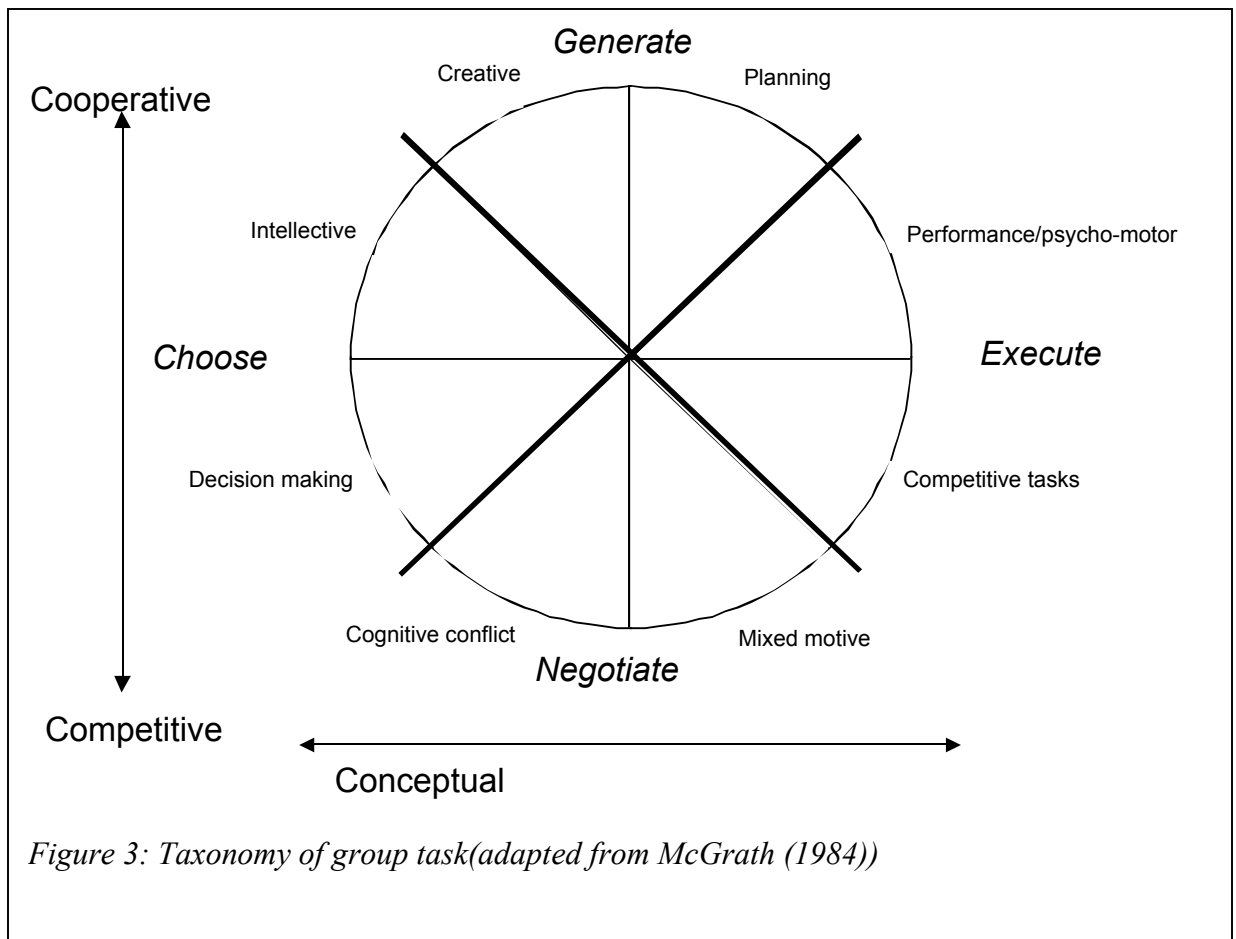 Generate
Creative
Planning
Cooperative
Intellective
Performance/psycho-motor
Choose
Execute
Decision making
Competitive tasks
Cognitive conflict
Mixed motive
Negotiate
Competitive
Conceptual
Figure 3: Taxonomy of group task(adapted from McGrath (1984))